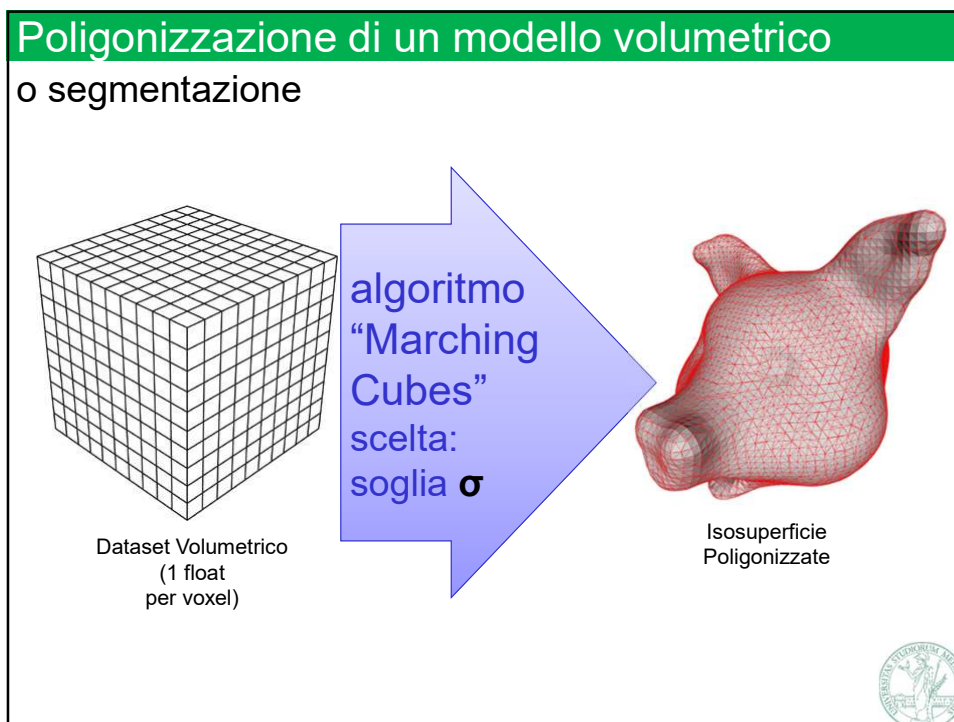 Poligonizzazione di un modello volumetrico
o segmentazione
algoritmo
“Marching
Cubes”
scelta:
soglia σ
Dataset Volumetrico
(1 float
per voxel)
Isosuperficie
Poligonizzate